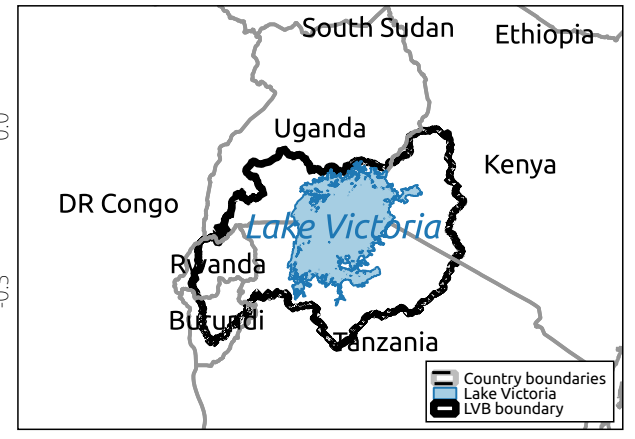 South Sudan
Ethiopia
0.0
Uganda
Kenya
DR Congo
Lake Victoria
Rwanda
-0.5
Burundi
Tanzania
Country boundaries
Lake Victoria
LVB boundary